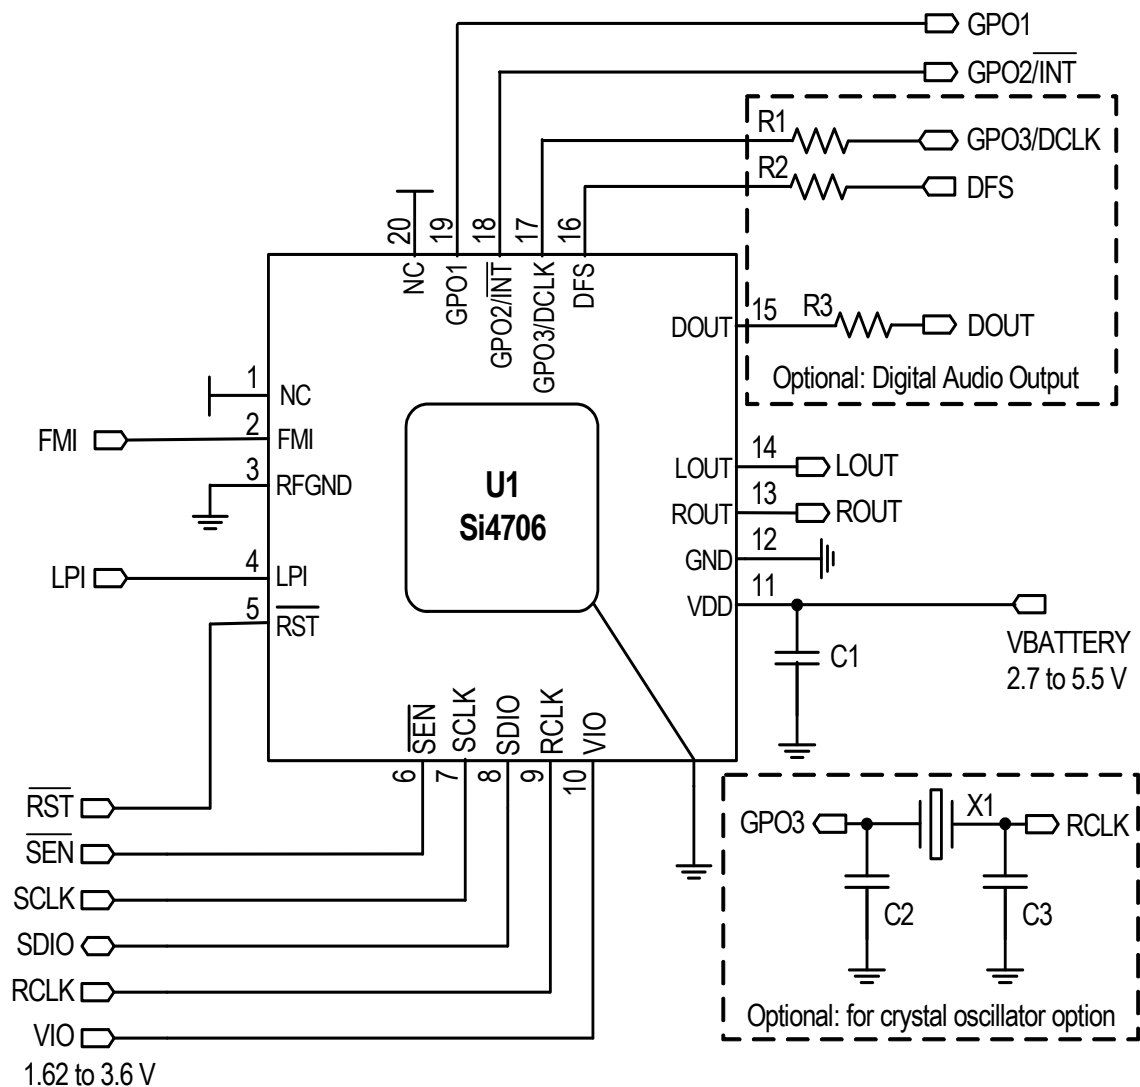 GPO1
GPO2/INT
R1
GPO3/DCLK
R2
DFS
20
19
18
17
16
NC
GPO1
GPO2/INT
GPO3/DCLK
DFS
DOUT
15
R3
DOUT
Optional: Digital Audio Output
1
NC
FMI
2
FMI
3
RFGND
U1
Si4706
LOUT
14
LOUT
ROUT
13
ROUT
GND
12
LPI
4
LPI
VDD
11
5
RST
VBATTERY
2.7 to 5.5 V
C1
SEN
SCLK
SDIO
RCLK
VIO
6
7
8
9
10
RST
SEN
SCLK
SDIO
RCLK
VIO
1.62 to 3.6 V
GPO3
X1
RCLK
C2
C3
Optional: for crystal oscillator option